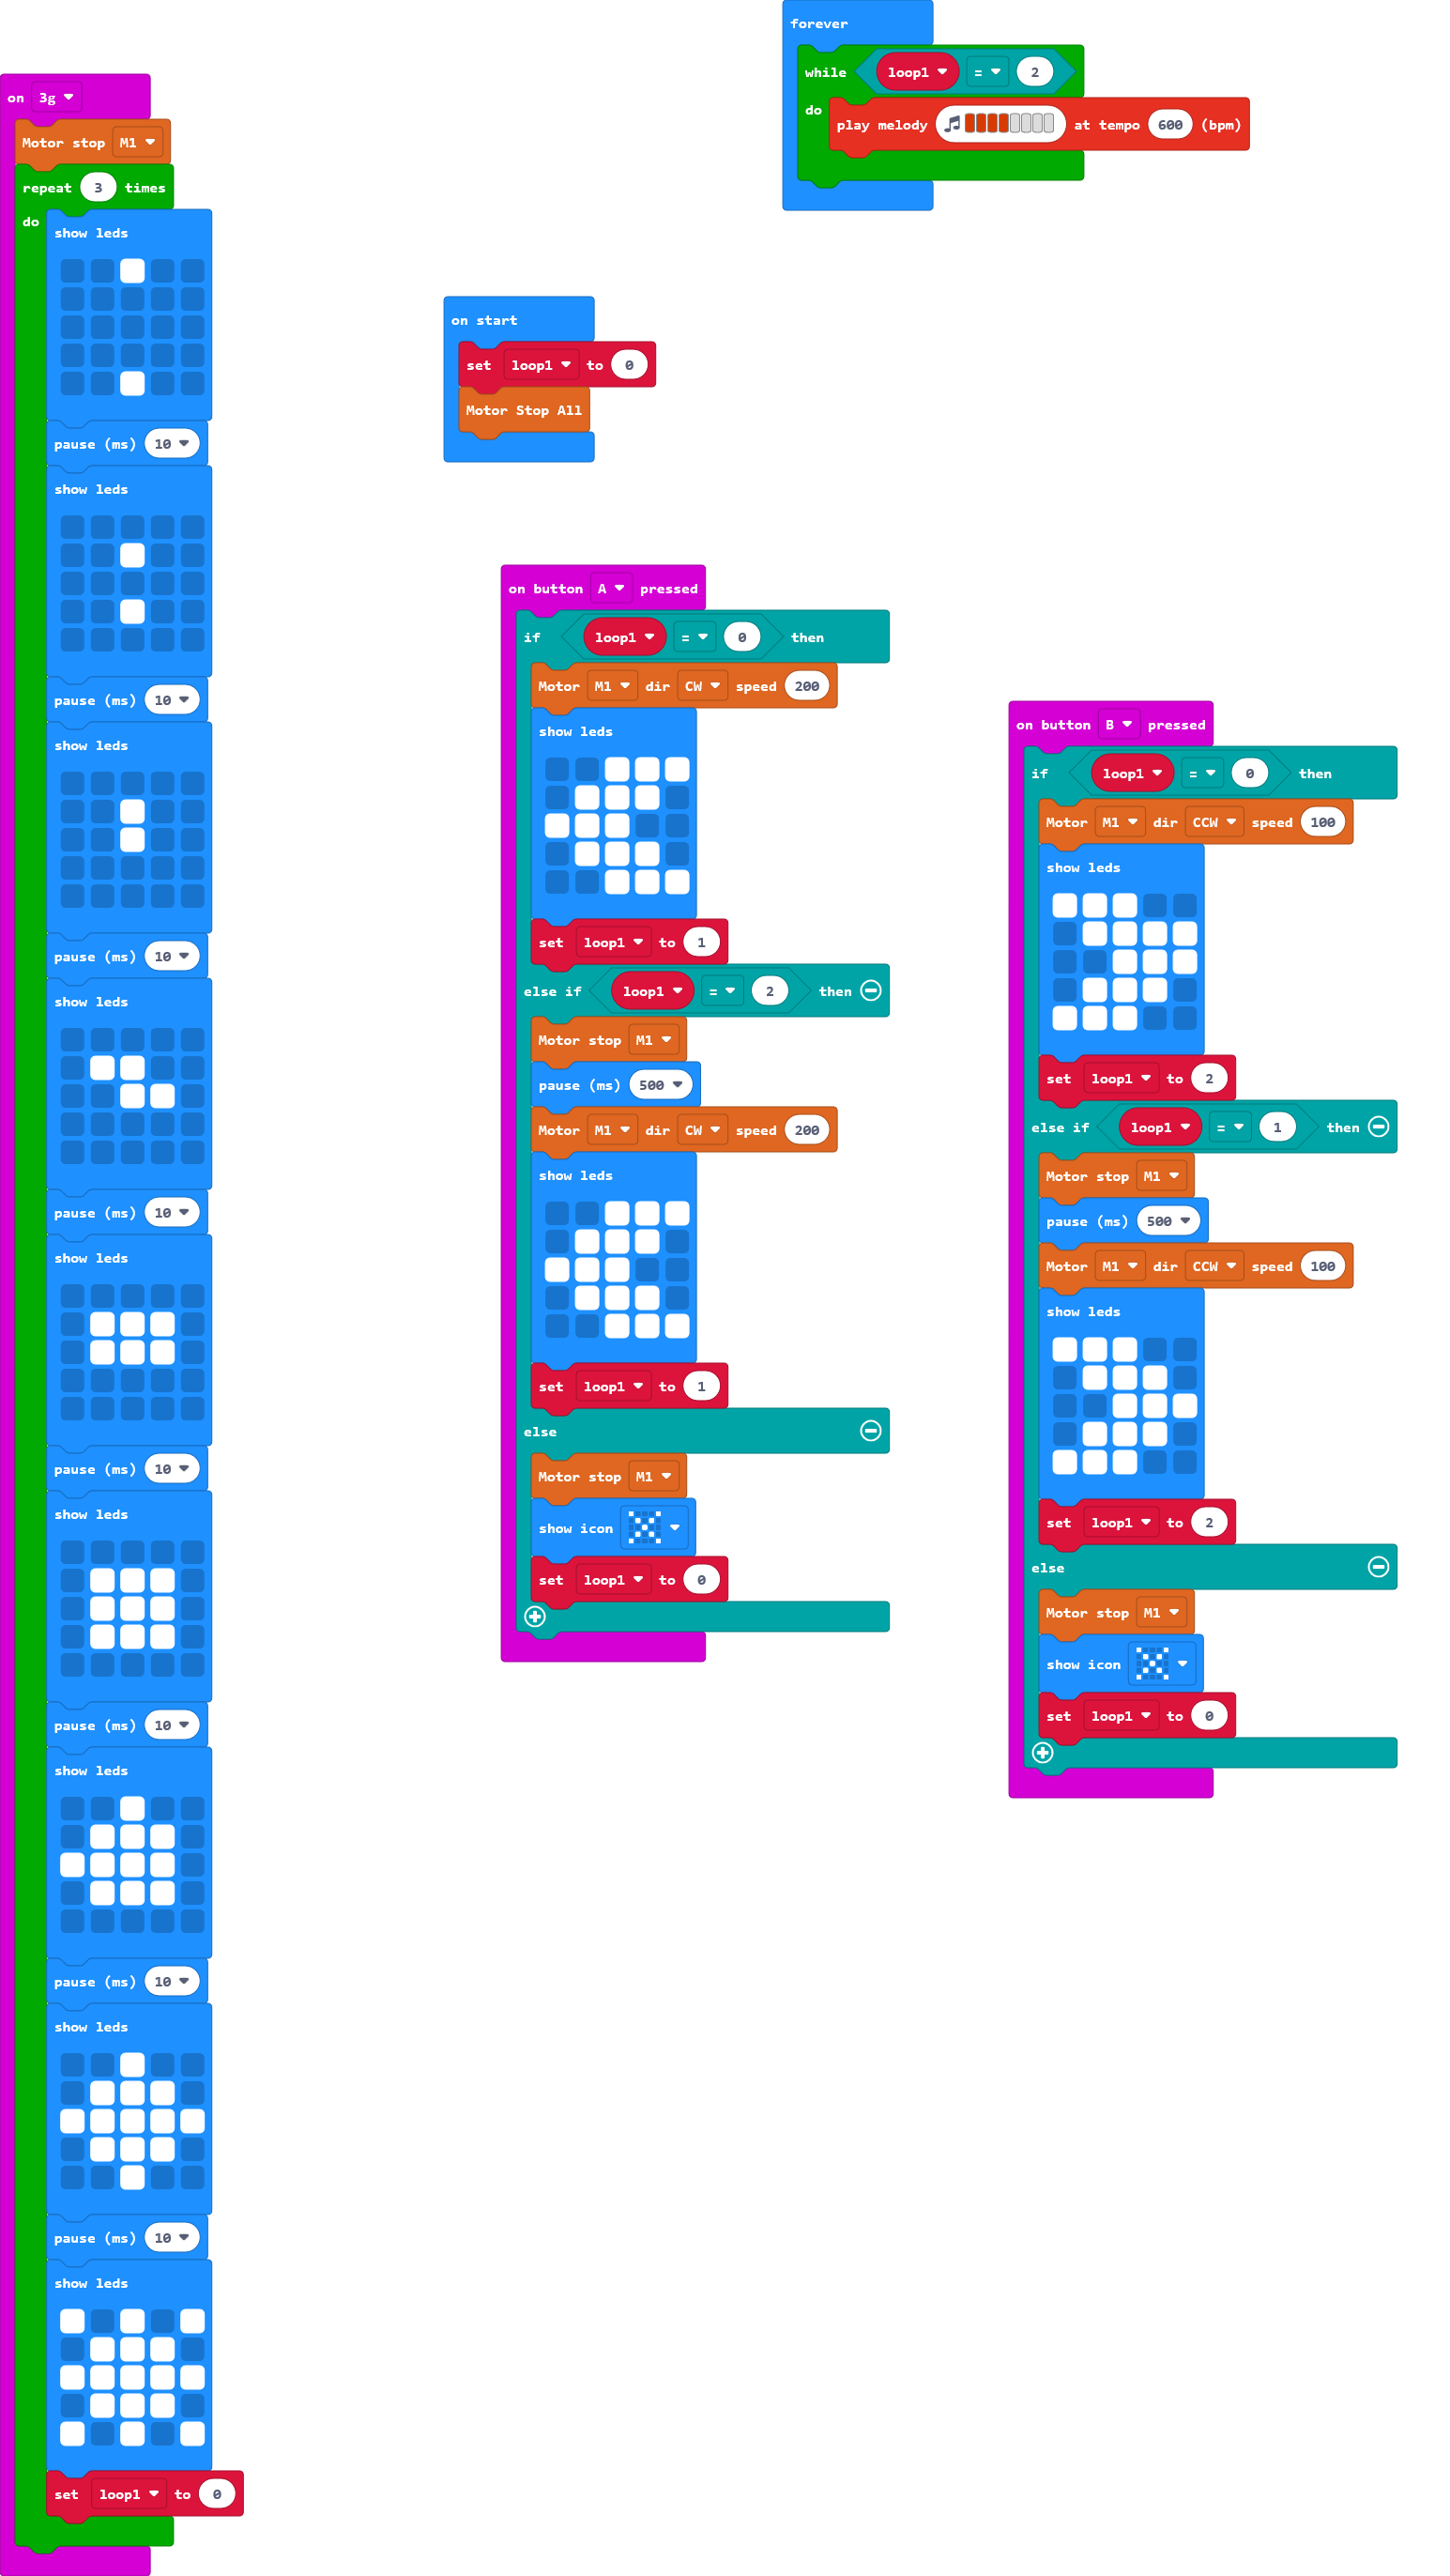 on 3g
Motor stop M1
repeat 3 times
do
show leds
pause (ms) 10
show leds
pause (ms) 10
show leds
pause (ms) 10
show leds
pause (ms) 10
show leds
pause (ms) 10
show leds
pause (ms) 10
show leds
pause (ms) 10
show leds
pause (ms) 10
show leds
set loop1 to 0
on start
set loop1 to 0
Motor Stop All
forever
while loop1 = 2
do
play melody at tempo 600 (bpm)
on button A pressed
if loop1 = 0 then
Motor M1 dir CW speed 200
show leds
set loop1 to 1
else if loop1 = 2 then
Motor stop M1
pause (ms) 500
Motor M1 dir CW speed 200
show leds
set loop1 to 1
else
Motor stop M1
show icon
set loop1 to 0
on button B pressed
if loop1 = 0 then
Motor M1 dir CCW speed 100
show leds
set loop1 to 2
else if loop1 = 1 then
Motor stop M1
pause (ms) 500
Motor M1 dir CCW speed 100
show leds
set loop1 to 2
else
Motor stop M1
show icon
set loop1 to 0